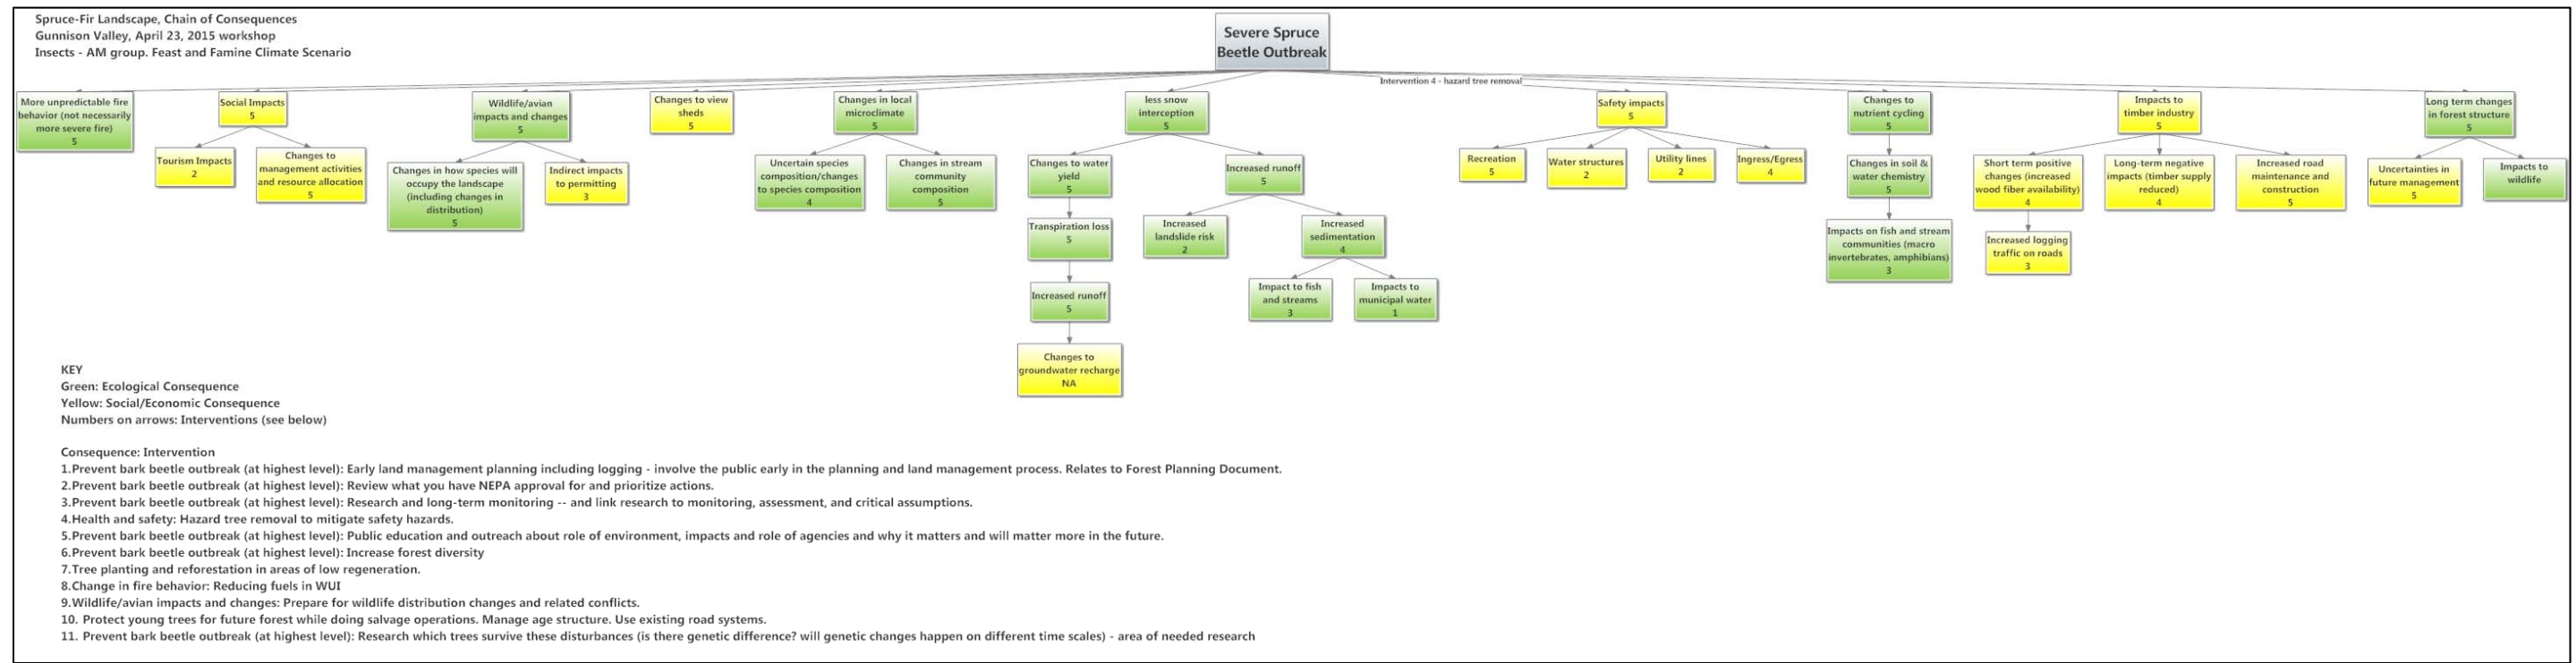 Spruce-Fir Landscape, Chain of Consequences
Gunnison Valley, April 23, 2015 workshop
Insects - AM group. Feast and Famine Climate Scenario
Severe Spruce
Beetle Outbreak
Intervention 4 - hazard tree removal
More unpredictable fire
behavior (not necessarily
more severe fire)
5
Social Impacts
5
Wildlife/avian
impacts and changes
5
Changes to view
sheds
5
Changes in local
microclimate
5
less snow
interception
5
Safety impacts
5
Changes to
nutrient cycling
5
Impacts to
timber industry
5
Long term changes
in forest structure
5
Tourism Impacts
2
Changes to
management activities
and resource allocation
5
Changes in how species will
occupy the landscape
(including changes in
distribution)
5
Indirect impacts
to permitting
3
Uncertain species
composition/changes
to species composition
4
Changes in stream
community
composition
5
Changes to water
yield
5
Increased runoff
5
Recreation
5
Water structures
2
Utility lines
2
Ingress/Egress
4
Changes in soil &
water chemistry
5
Short term positive
changes (increased
wood fiber availability)
4
Long-term negative
impacts (timber supply
reduced)
4
Increased road
maintenance and
construction
5
Uncertainties in
future management
5
Impacts to
wildlife
Transpiration loss
5
Increased
landslide risk
2
Increased
sedimentation
4
Impacts on fish and stream
communities (macro
invertebrates, amphibians)
3
Increased logging
traffic on roads
3
Increased runoff
5
Impact to fish
and streams
3
Impacts to
municipal water
1
Changes to
groundwater recharge
NA
KEY
Green: Ecological Consequence
Yellow: Social/Economic Consequence
Numbers on arrows: Interventions (see below)
Consequence: Intervention
1.Prevent bark beetle outbreak (at highest level): Early land management planning including logging - involve the public early in the planning and land management process. Relates to Forest Planning Document.
2.Prevent bark beetle outbreak (at highest level): Review what you have NEPA approval for and prioritize actions.
3.Prevent bark beetle outbreak (at highest level): Research and long-term monitoring -- and link research to monitoring, assessment, and critical assumptions.
4.Health and safety: Hazard tree removal to mitigate safety hazards.
5.Prevent bark beetle outbreak (at highest level): Public education and outreach about role of environment, impacts and role of agencies and why it matters and will matter more in the future.
6.Prevent bark beetle outbreak (at highest level): Increase forest diversity
7.Tree planting and reforestation in areas of low regeneration.
8.Change in fire behavior: Reducing fuels in WUI
9.Wildlife/avian impacts and changes: Prepare for wildlife distribution changes and related conflicts.
10. Protect young trees for future forest while doing salvage operations. Manage age structure. Use existing road systems.
11. Prevent bark beetle outbreak (at highest level): Research which trees survive these disturbances (is there genetic difference? will genetic changes happen on different time scales) - area of needed research